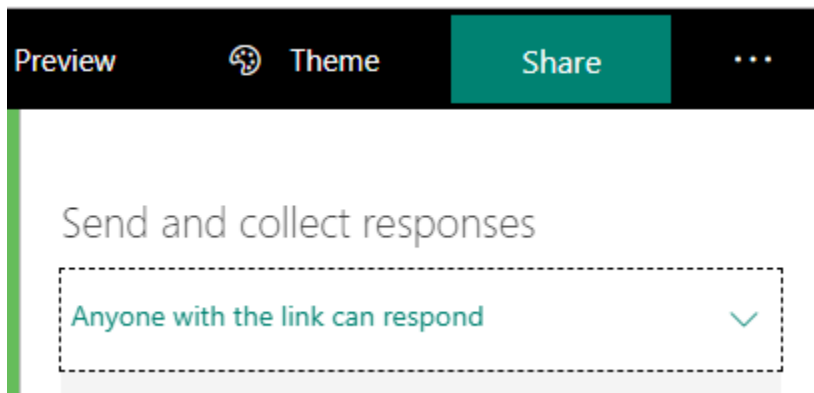 Preview Theme Share ...
Send and collect responses
Anyone with the link can respond